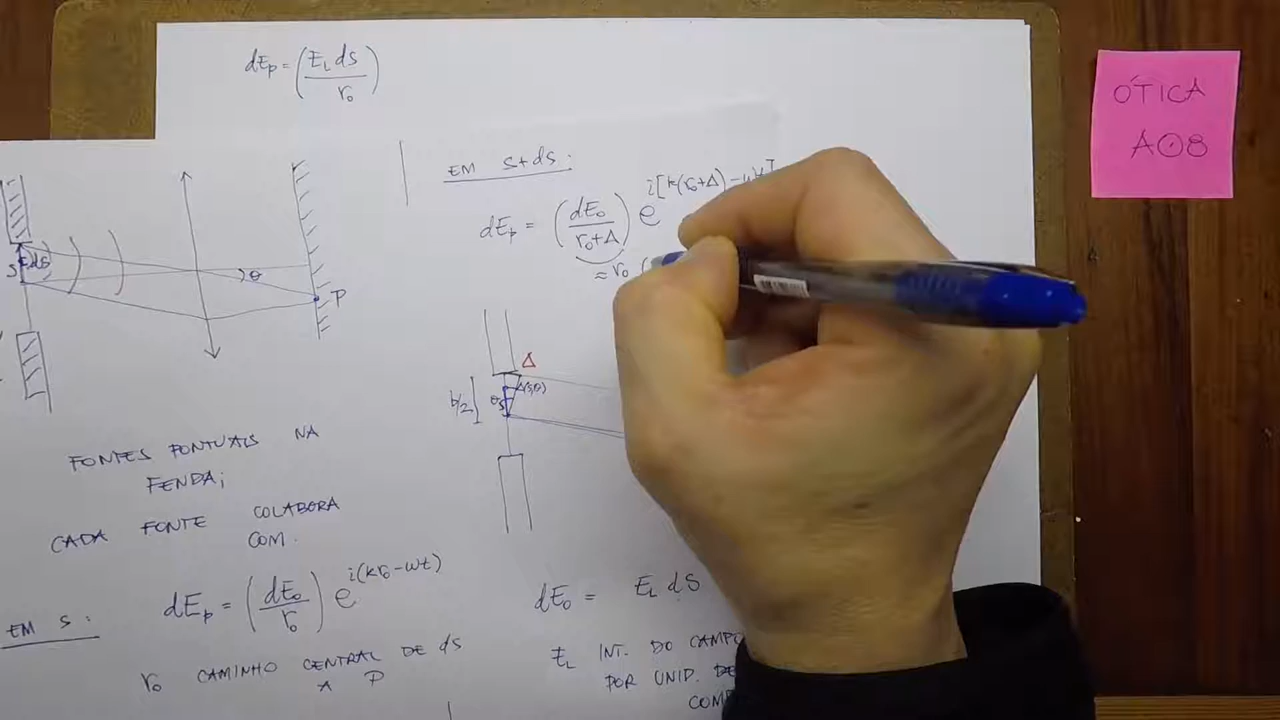 dEp = (EL ds / r₀)
ÓTICA
A08
EM s+ds:
dEp = (dE₀ / r₀+Δ) e^i[k(r₀+Δ)-ωt]
≈ r₀ (
S
ds
θ
P
Δ
Δ(s,θ)
b/2
θ
s
FONTES PONTUAIS NA
FENDA;
CADA FONTE COLABORA
COM.
EM S:
dEp = (dE₀ / r₀) e^i(kr₀-ωt)
r₀ CAMINHO CENTRAL DE ds
A P
dE₀ = EL dS
EL INT. DO CAMPO
POR UNID. DE